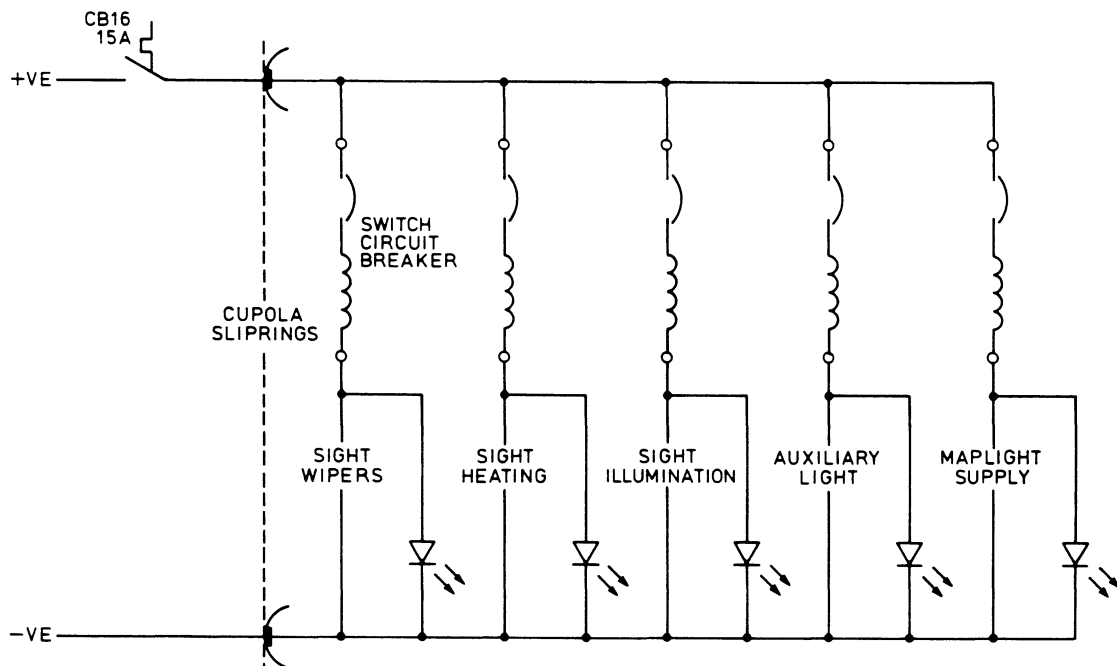 CB16
15A
+VE
SWITCH
CIRCUIT
BREAKER
CUPOLA
SLIPRINGS
SIGHT
WIPERS
SIGHT
HEATING
SIGHT
ILLUMINATION
AUXILIARY
LIGHT
MAPLIGHT
SUPPLY
-VE